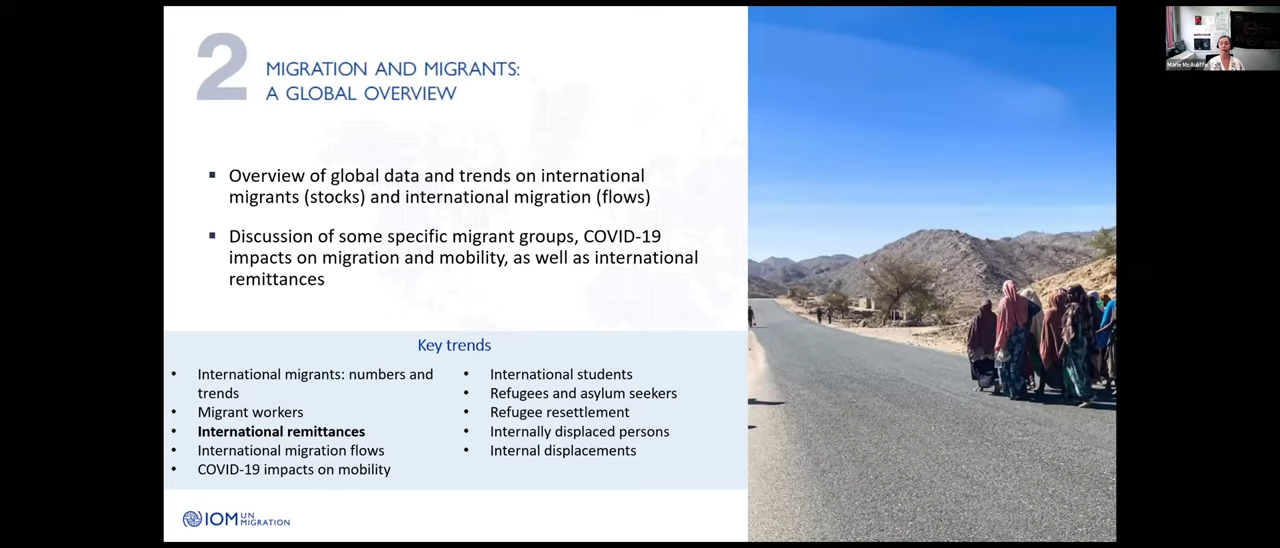 2
MIGRATION AND MIGRANTS:
A GLOBAL OVERVIEW
▪ Overview of global data and trends on international
migrants (stocks) and international migration (flows)
▪ Discussion of some specific migrant groups, COVID-19
impacts on migration and mobility, as well as international
remittances
Key trends
• International migrants: numbers and
trends
• Migrant workers
• International remittances
• International migration flows
• COVID-19 impacts on mobility
• International students
• Refugees and asylum seekers
• Refugee resettlement
• Internally displaced persons
• Internal displacements
IOM UN
MIGRATION
Marie McAuliffe